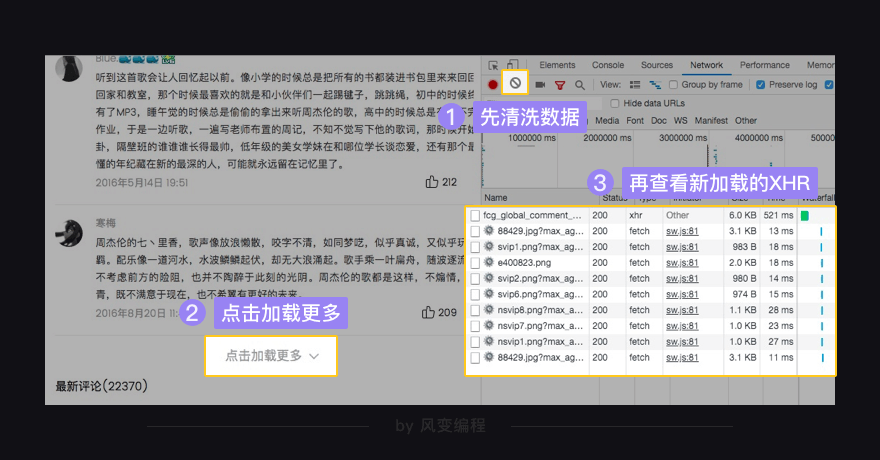 Blue.
听到这首歌会让人回忆起以前。像小学的时候总是把所有的书都装进书包里来来回回
回家和教室，那个时候最喜欢的就是和小伙伴们一起踢毽子，跳跳绳，初中的时候终
有了MP3，睡午觉的时候总是偷偷的拿出来听周杰伦的歌，高中的时候总是在
作业，于是一边听歌，一遍写老师布置的周记，不知不觉写下他的歌词，那时候开始
卦，隔壁班的谁谁谁长得最帅，低年级的美女学妹在和哪位学长谈恋爱，还有那个最
懂的年纪藏在新的最深的人，可能就永远留在记忆里了。
2016年5月14日 19:51
212
寒梅
周杰伦的七丶里香，歌声像放浪懒散，咬字不清，如同梦呓，似乎真诚，又似乎玩
羁。配乐像一道河水，水波鳞鳞起伏，却无大浪涌起。歌手乘一叶扁舟，随波逐流
不考虑前方的险阻，也并不陶醉于此刻的光阴。周杰伦的歌都是这样，不煽情，
青，既不满意于现在，也不希冀有更好的未来。
2016年8月20日 11:
209
② 点击加载更多
点击加载更多
最新评论(22370)
Elements Console Sources Network Performance Memor
View: Group by frame Preserve log
Hide data URLs
① 先清洗数据
Media Font Doc WS Manifest Other
1000000 ms 2000000 ms 3000000 ms 4000000 ms 50000
③ 再查看新加载的XHR
Name Status Type Initiator Size Time Waterfall
fcg_global_comment_... 200 xhr Other 6.0 KB 521 ms
88429.jpg?max_ag... 200 fetch sw.js:81 3.1 KB 13 ms
svip1.png?max_a... 200 fetch sw.js:81 983 B 18 ms
e400823.png 200 fetch sw.js:81 2.0 KB 18 ms
svip2.png?max_a... 200 fetch sw.js:81 980 B 14 ms
svip6.png?max_a... 200 fetch sw.js:81 974 B 15 ms
nsvip8.png?max_a... 200 fetch sw.js:81 1.1 KB 28 ms
nsvip7.png?max_a... 200 fetch sw.js:81 1.0 KB 23 ms
nsvip1.png?max_a... 200 fetch sw.js:81 1.0 KB 27 ms
88429.jpg?max_ag... 200 fetch sw.js:81 3.1 KB 11 ms
by 风变编程